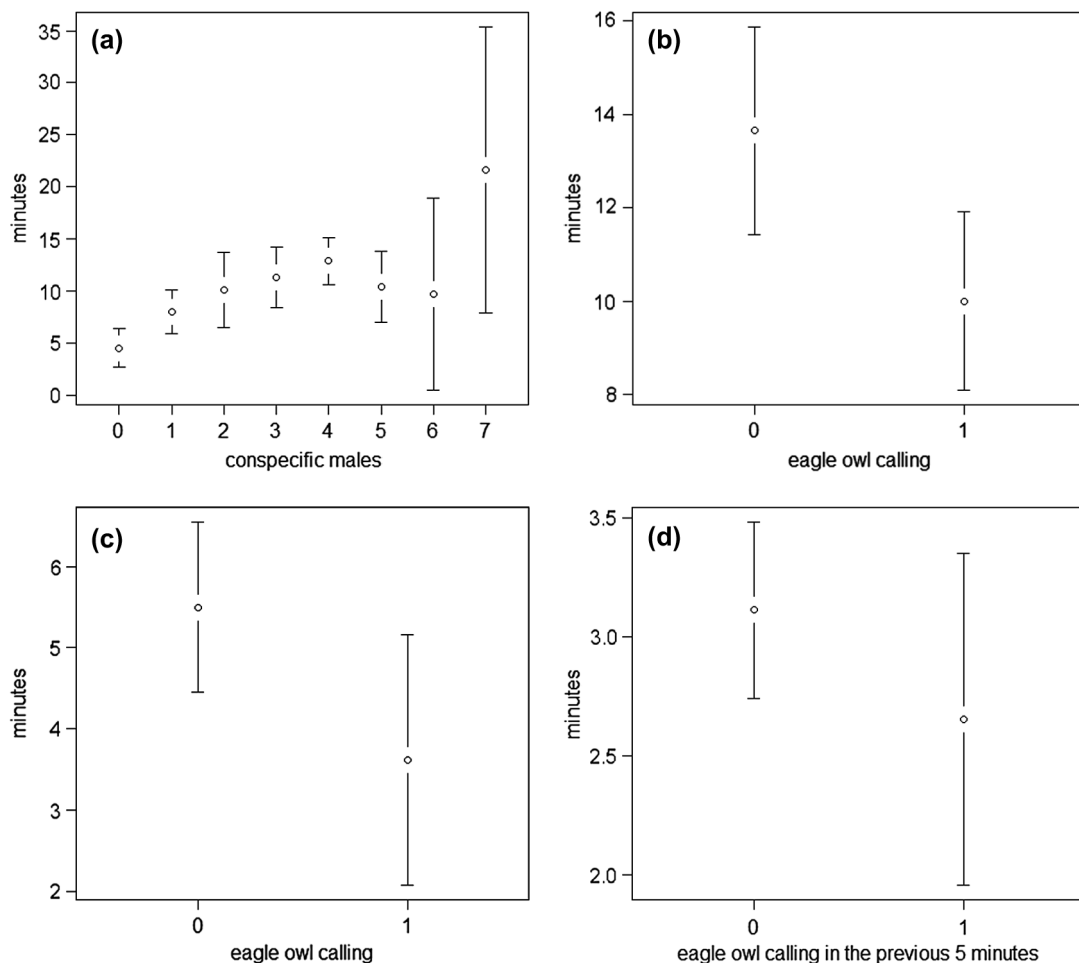 (a)
minutes
35
30
25
20
15
10
5
0
0 1 2 3 4 5 6 7
conspecific males
(b)
minutes
16
14
12
10
8
0 1
eagle owl calling
(c)
minutes
6
5
4
3
2
0 1
eagle owl calling
(d)
minutes
3.5
3.0
2.5
2.0
0 1
eagle owl calling in the previous 5 minutes